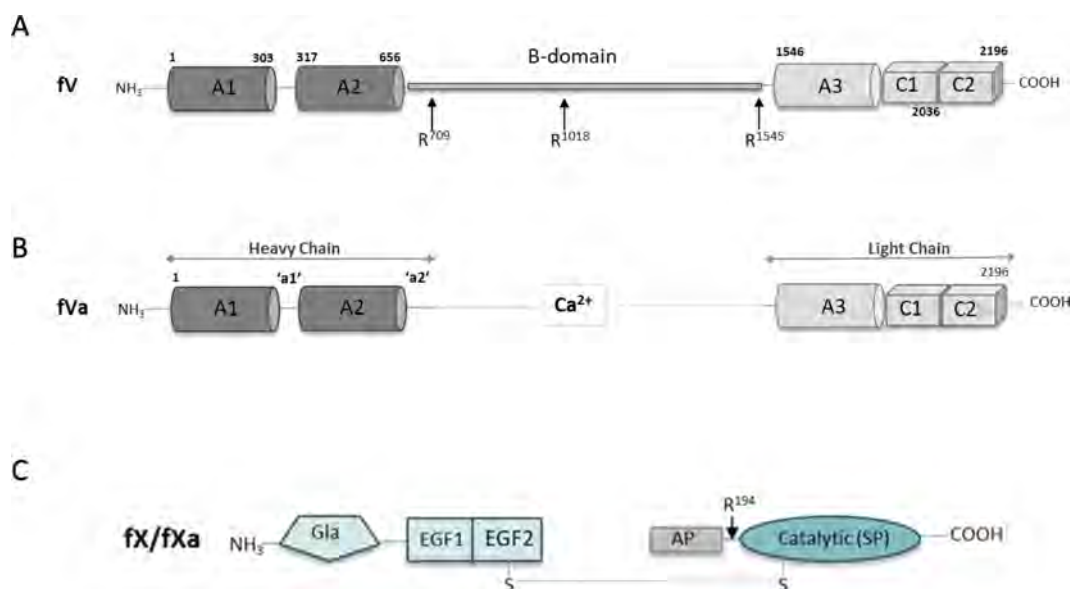 A
1 303 317 656 B-domain 1546
fV NH₃ A1 A2 A3 C1 C2 COOH
2036
R⁷⁰⁹ R¹⁰¹⁸ R¹⁵⁴⁵
B
Heavy Chain Light Chain
1 'a1' 'a2' 2196
fVa NH₃ A1 A2 Ca²⁺ A3 C1 C2 COOH
C
R¹⁹⁴
fX/fXa NH₃ Gla EGF1 EGF2 AP Catalytic (SP) COOH
S S